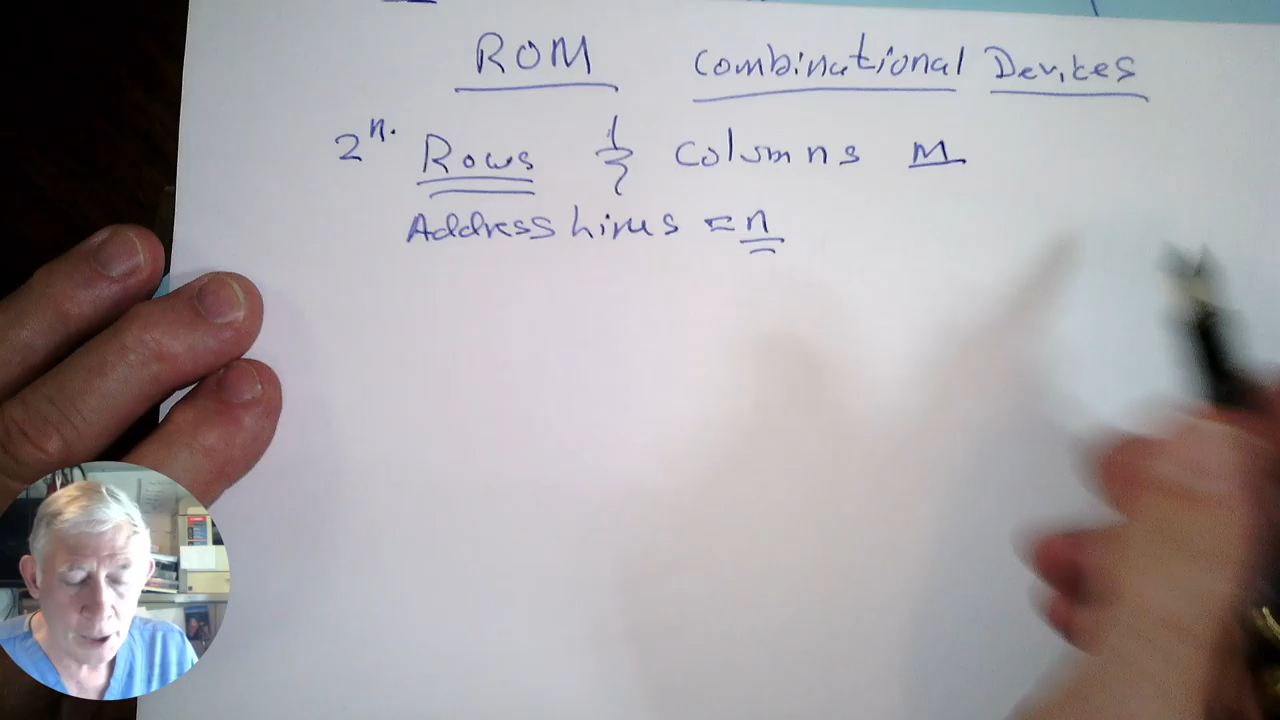 ROM Combinational Devices
2^n. Rows & Columns M
Address Lines = n